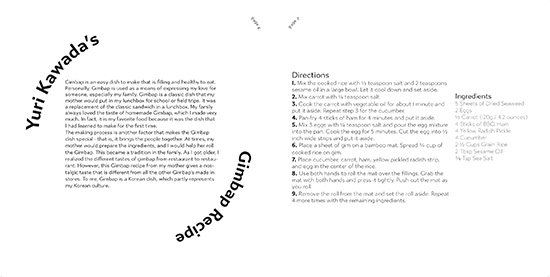 Yuri Kawada's
Gimbap is an easy dish to make that is filling and healthy to eat.
Personally, Gimbap is used as a means of expressing my love for
someone, especially my family. Gimbap is a classic dish that my
mother would put in my lunchbox for school or field trips. It was
a replacement of the classic sandwich in a lunchbox. My family
always loved the taste of homemade Gimbap, which I made very
much. In fact, it is my favorite food because it was the dish that
I had learned to make for the first time.
The making process is another factor that makes the Gimbap
dish special - that is, it brings the people together. At times, my
mother would prepare the ingredients, and I would help her roll
the Gimbap. This became a tradition in the family. As I got older, I
realized the different tastes of gimbap from restaurant to restau-
rant. However, this Gimbap recipe from my mother gives a nos-
talgic taste that is different from all the other Gimbap's made in
stores. To me, Gimbap is a Korean dish, which partly represents
my Korean culture.
Gimbap Recipe
Page 6
Page 7
Directions
1. Mix the cooked rice with ½ teaspoon salt and 2 teaspoons
sesame oil in a large bowl. Let it cool down and set aside.
2. Mix carrot with ¼ teaspoon salt.
3. Cook the carrot with vegetable oil for about 1 minute and
put it aside. Repeat step 3 for the cucumber.
4. Pan-fry 4 sticks of ham for 4 minutes and put it aside.
5. Mix 3 eggs with ¼ teaspoon salt and pour the egg mixture
into the pan. Cook the egg for 5 minutes. Cut the egg into ½
inch wide strips and put it aside.
6. Place a sheet of gim on a bamboo mat. Spread ¾ cup of
cooked rice on gim.
7. Place cucumber, carrot, ham, yellow pickled radish strip,
and egg in the center of the rice.
8. Use both hands to roll the mat over the fillings. Grab the
mat with both hands and press it tightly. Push out the mat as
you roll.
9. Remove the roll from the mat and set the roll aside. Repeat
4 more times with the remaining ingredients.
Ingredients
5 Sheets of Dried Seaweed
2 Eggs
Carrot (120g / 4.2 ounces)
4 Sticks of BBQ Ham
4 Yellow Radish Pickle
4 Cucumber
2 ½ Cups Grain Rice
2 Tbsp Sesame Oil
Tsp Sea Salt